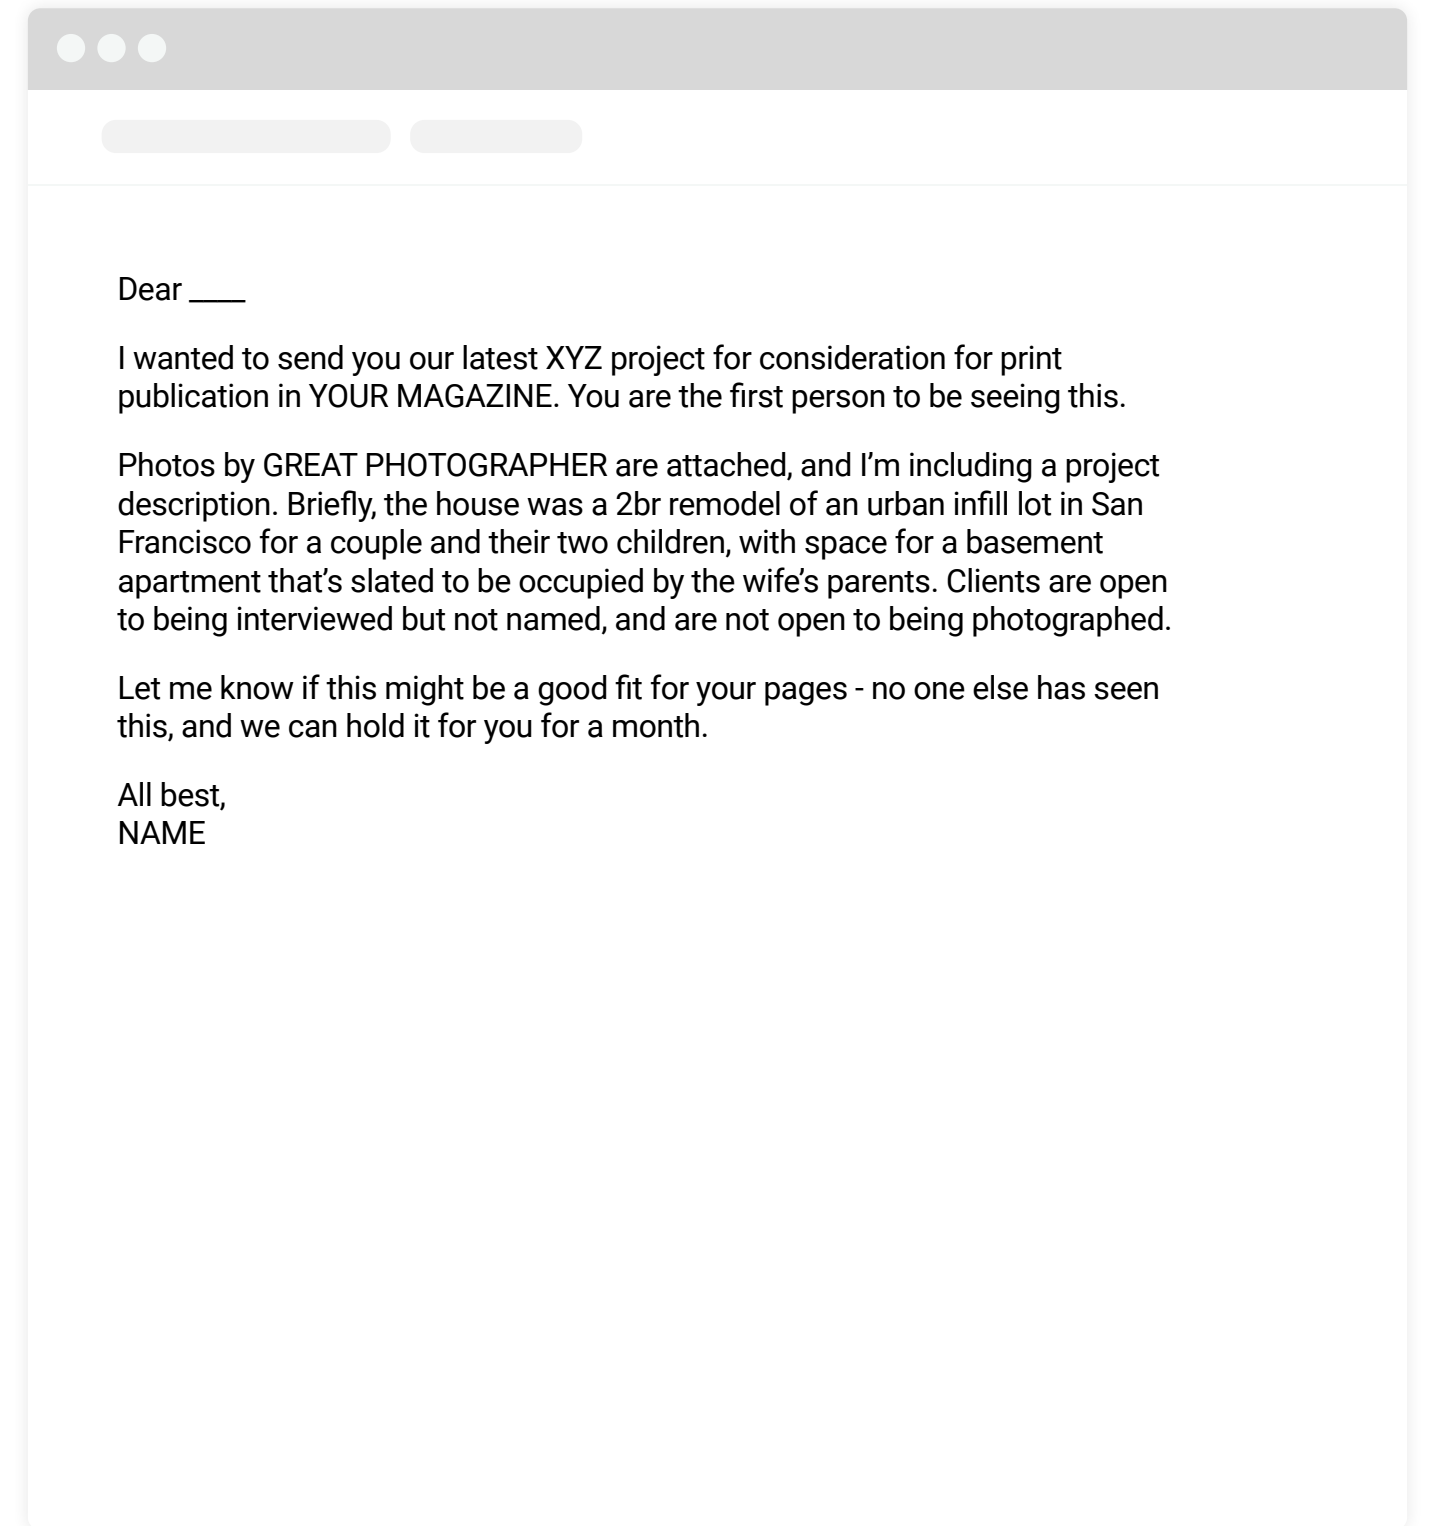 Dear ____
I wanted to send you our latest XYZ project for consideration for print
publication in YOUR MAGAZINE. You are the first person to be seeing this.
Photos by GREAT PHOTOGRAPHER are attached, and I’m including a project
description. Briefly, the house was a 2br remodel of an urban infill lot in San
Francisco for a couple and their two children, with space for a basement
apartment that’s slated to be occupied by the wife’s parents. Clients are open
to being interviewed but not named, and are not open to being photographed.
Let me know if this might be a good fit for your pages - no one else has seen
this, and we can hold it for you for a month.
All best,
NAME